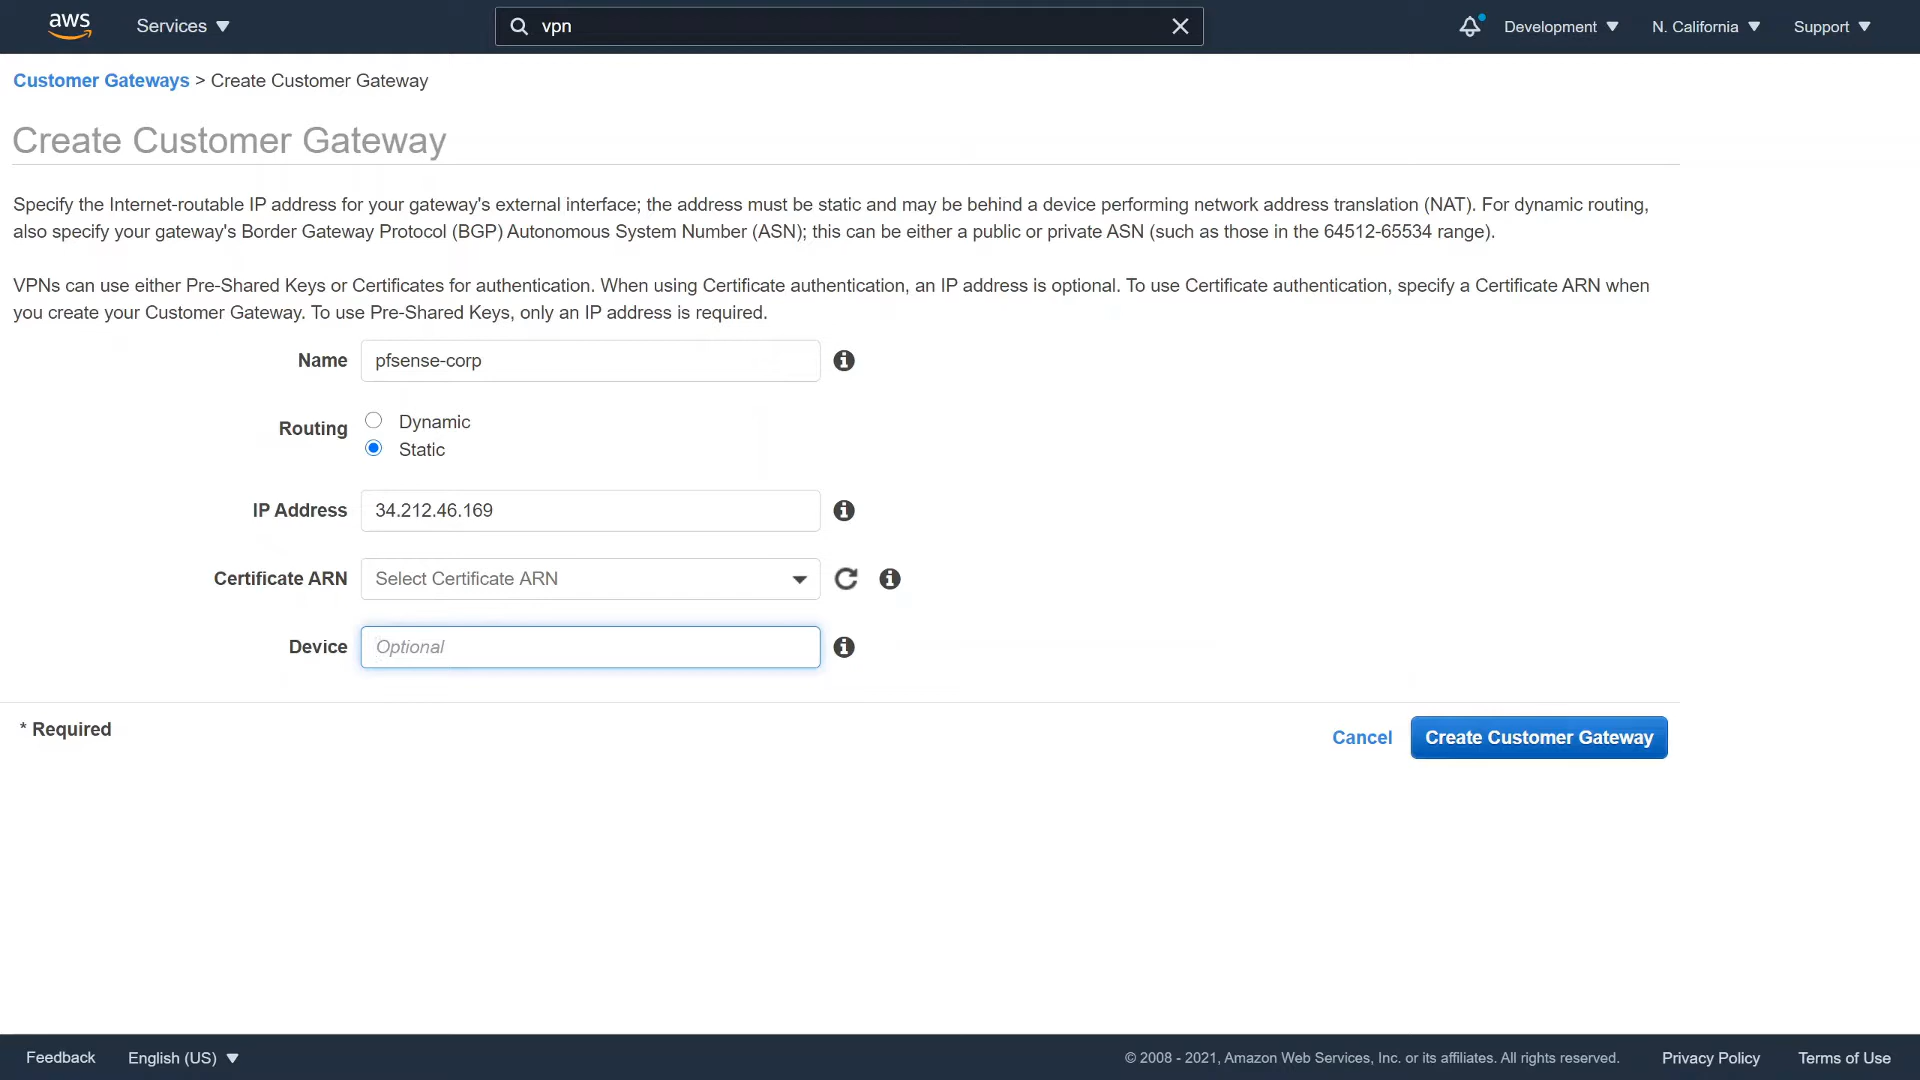 aws
Services
vpn
Development
N. California
Support
Customer Gateways > Create Customer Gateway
Create Customer Gateway
Specify the Internet-routable IP address for your gateway's external interface; the address must be static and may be behind a device performing network address translation (NAT). For dynamic routing,
also specify your gateway's Border Gateway Protocol (BGP) Autonomous System Number (ASN); this can be either a public or private ASN (such as those in the 64512-65534 range).
VPNs can use either Pre-Shared Keys or Certificates for authentication. When using Certificate authentication, an IP address is optional. To use Certificate authentication, specify a Certificate ARN when
you create your Customer Gateway. To use Pre-Shared Keys, only an IP address is required.
Name
pfsense-corp
Routing
Dynamic
Static
IP Address
34.212.46.169
Certificate ARN
Select Certificate ARN
Device
Optional
* Required
Cancel
Create Customer Gateway
Feedback
English (US)
© 2008 - 2021, Amazon Web Services, Inc. or its affiliates. All rights reserved.
Privacy Policy
Terms of Use